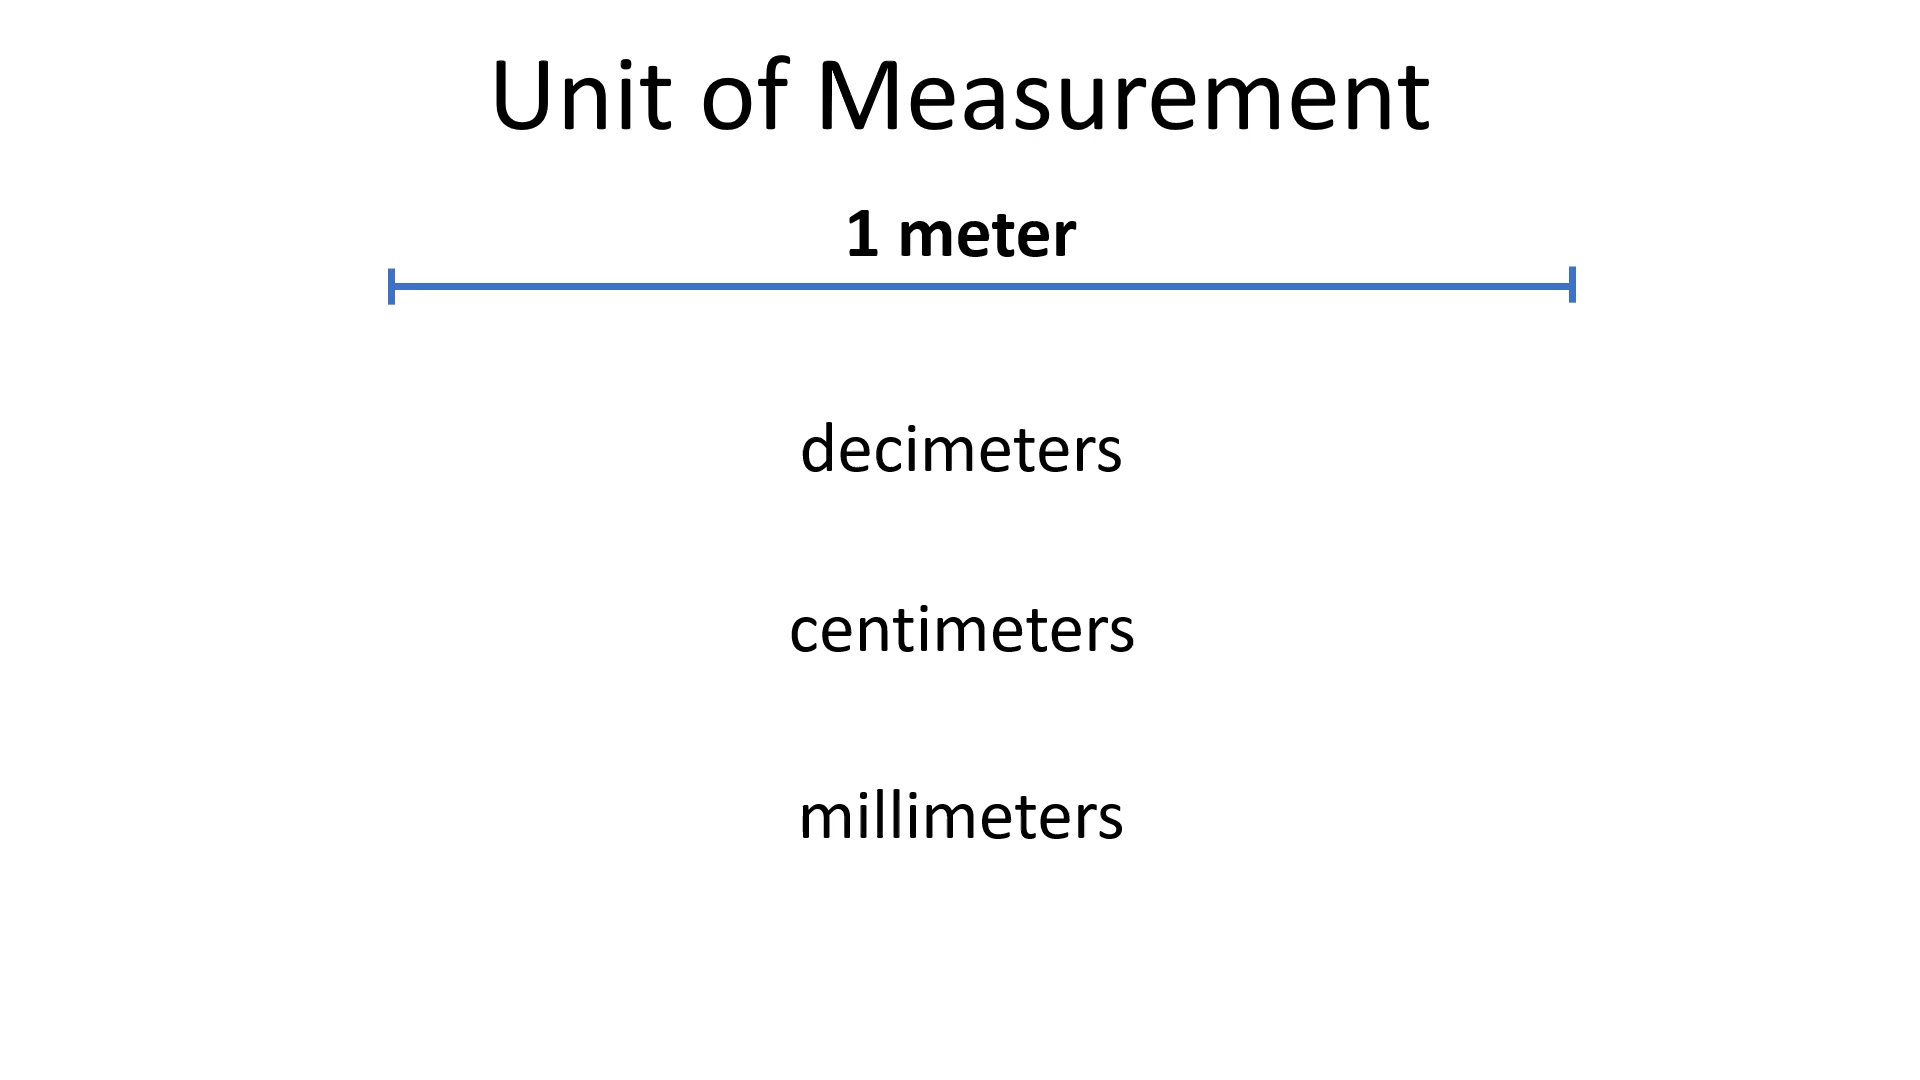 Unit of Measurement
1 meter
decimeters
centimeters
millimeters